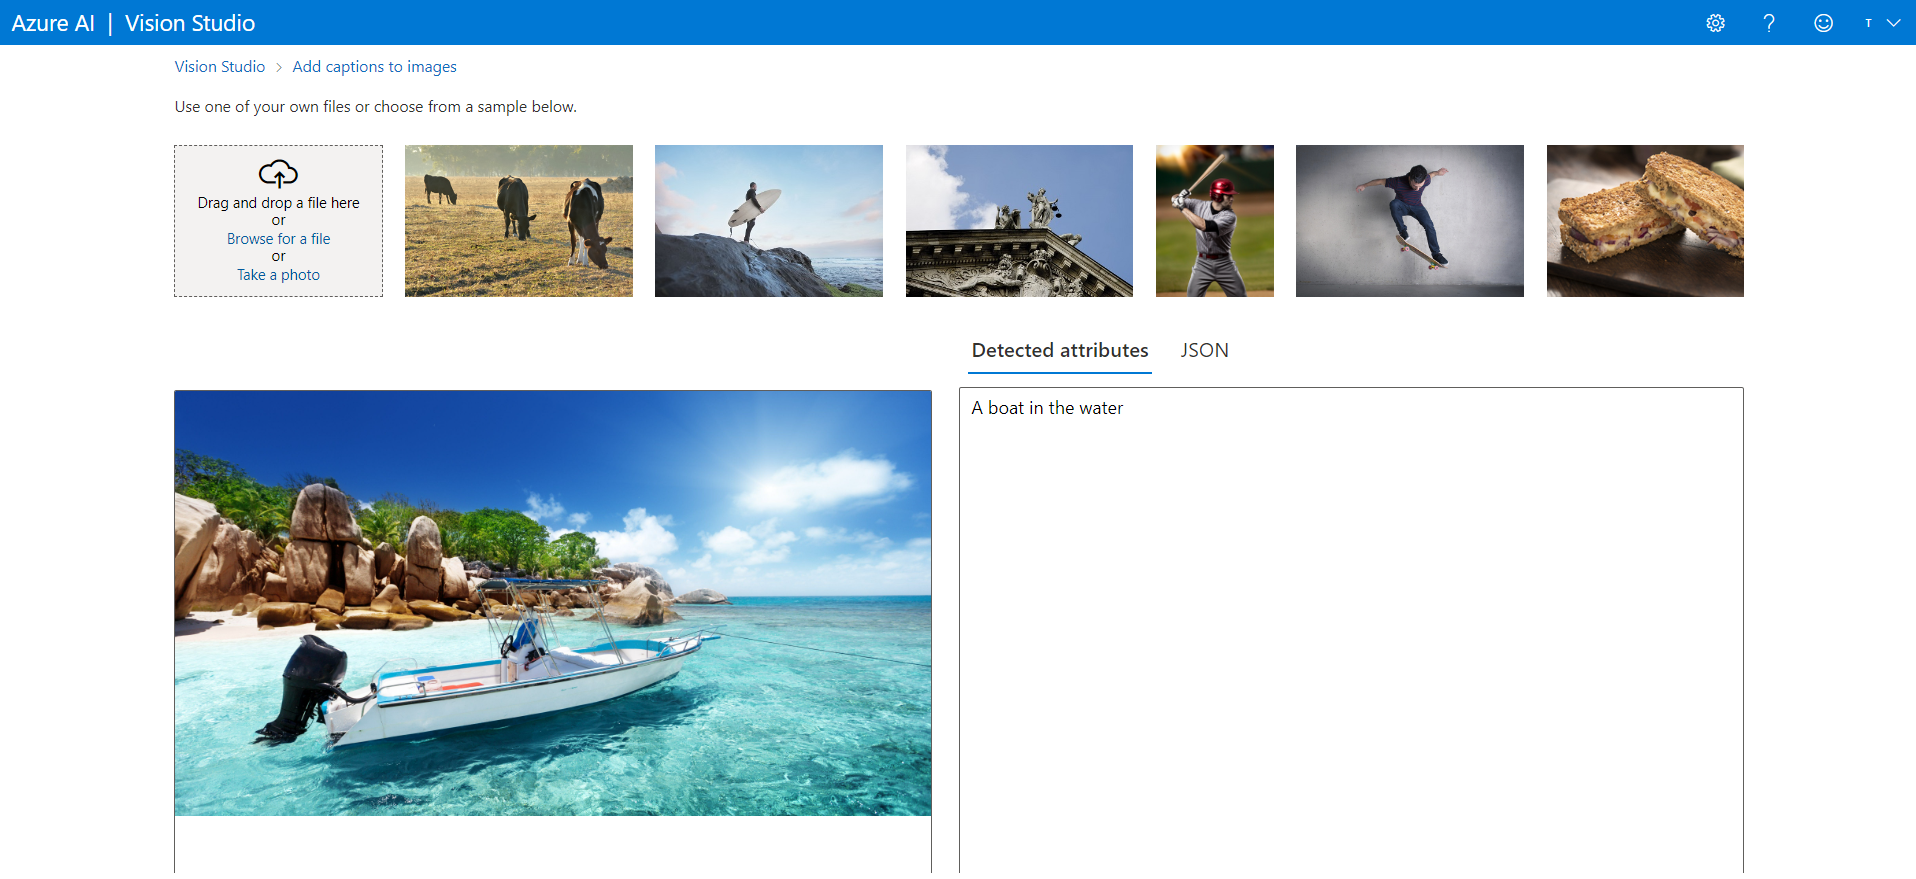 Azure AI | Vision Studio
T
Vision Studio > Add captions to images
Use one of your own files or choose from a sample below.
Drag and drop a file here
or
Browse for a file
or
Take a photo
Detected attributes JSON
A boat in the water